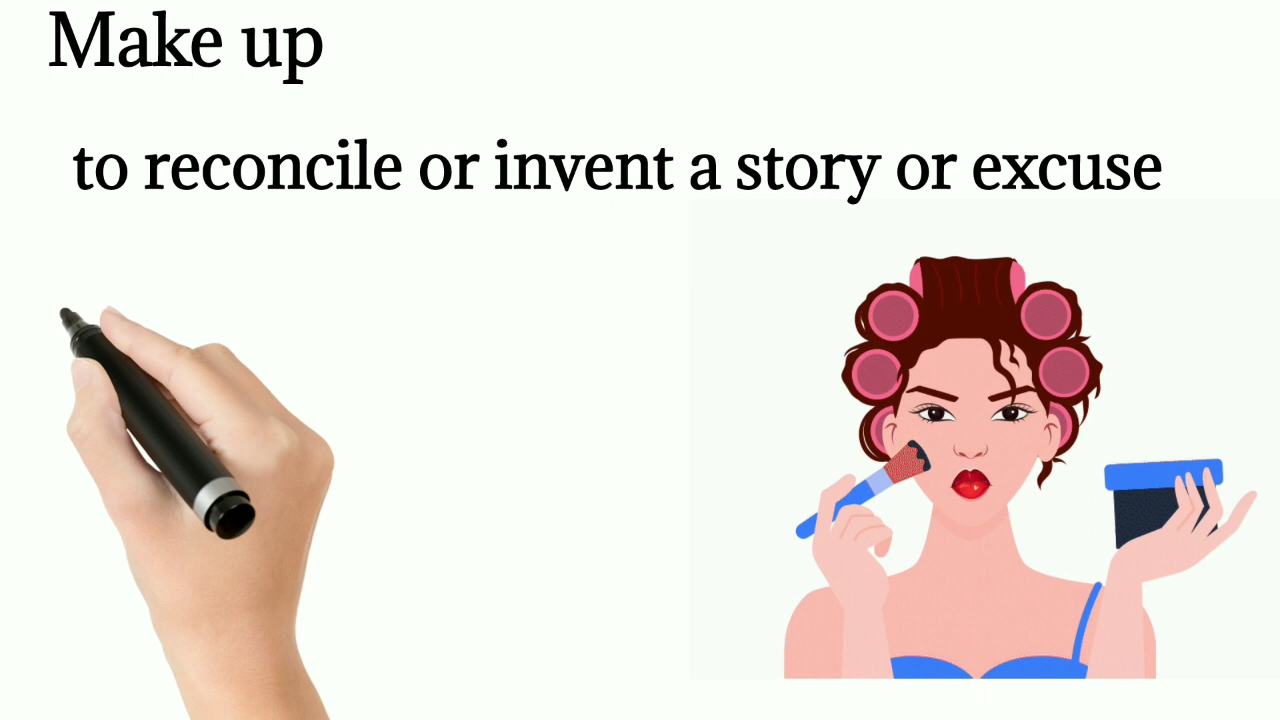 Make up
to reconcile or invent a story or excuse